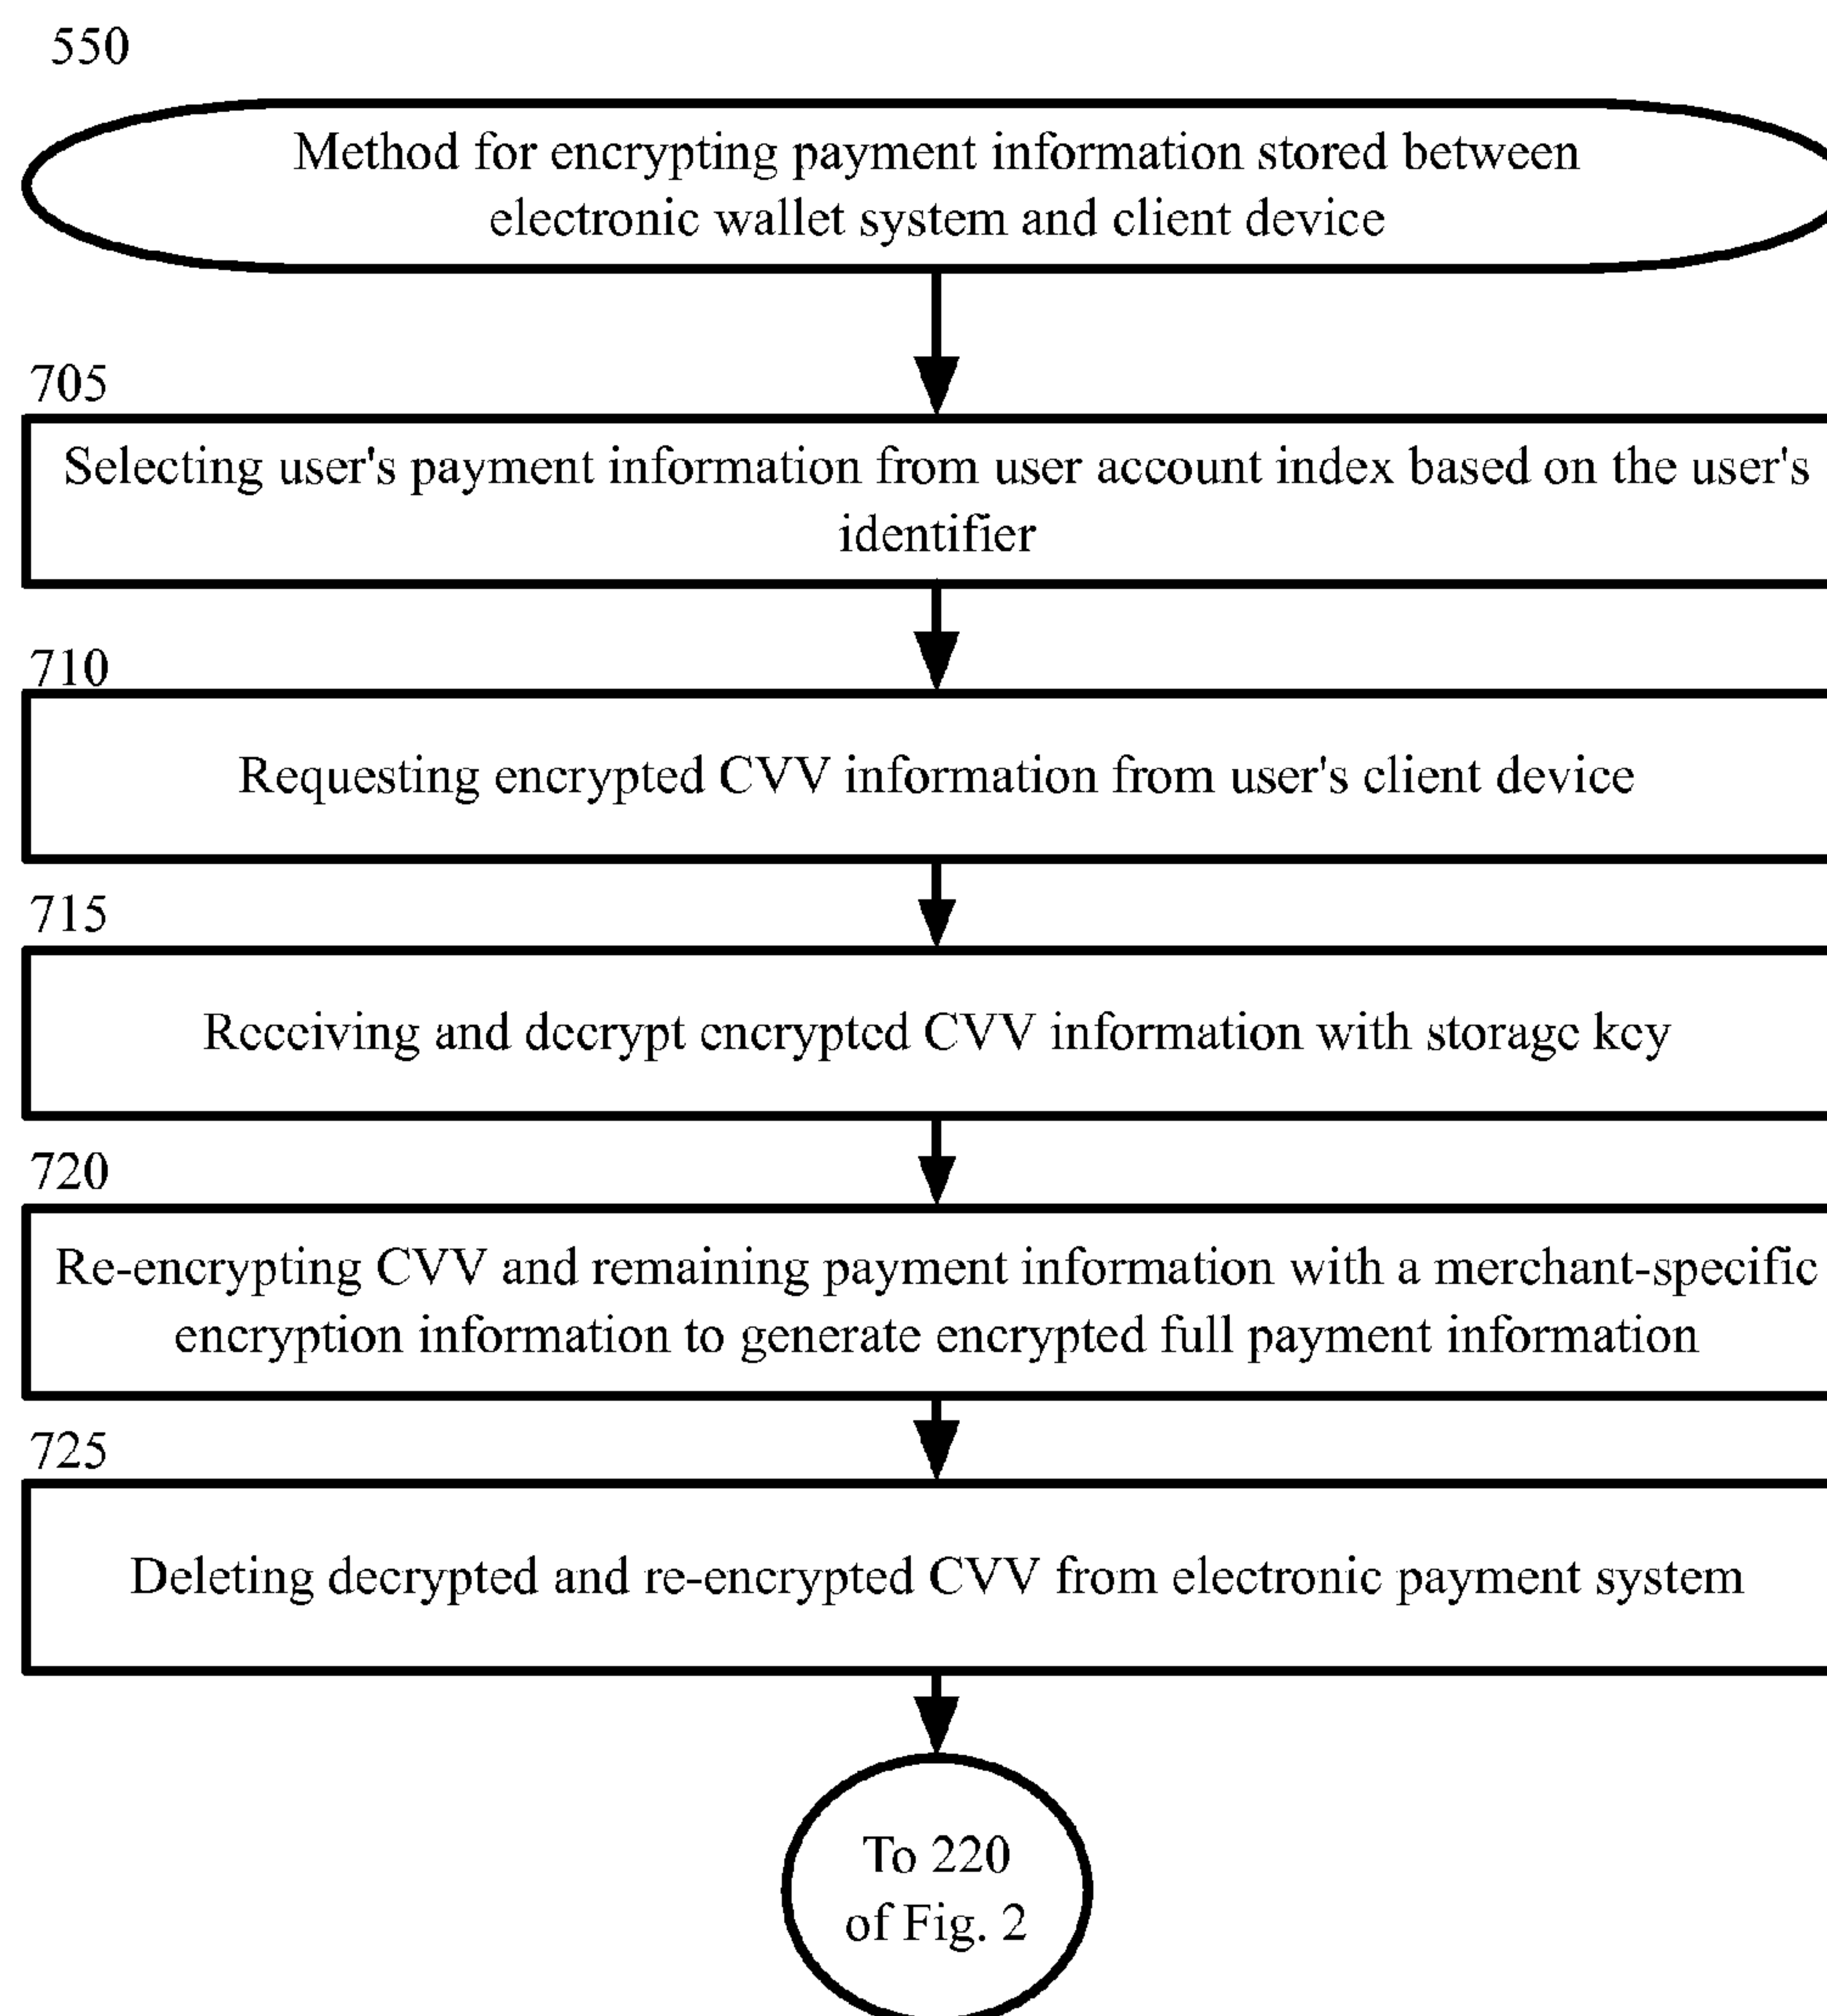 550
Method for encrypting payment information stored between
electronic wallet system and client device
705
Selecting user's payment information from user account index based on the user's
identifier
710
Requesting encrypted CVV information from user's client device
715
Receiving and decrypt encrypted CVV information with storage key
720
Re-encrypting CVV and remaining payment information with a merchant-specific
encryption information to generate encrypted full payment information
725
Deleting decrypted and re-encrypted CVV from electronic payment system
To 220
of Fig. 2